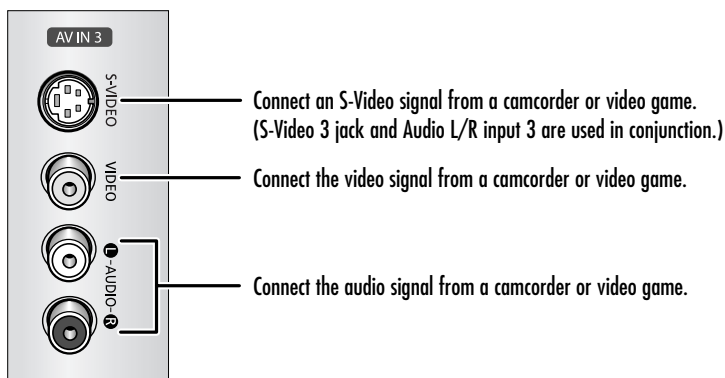 AV IN 3
S-VIDEO
Connect an S-Video signal from a camcorder or video game.
(S-Video 3 jack and Audio L/R input 3 are used in conjunction.)
VIDEO
Connect the video signal from a camcorder or video game.
L-AUDIO-R
Connect the audio signal from a camcorder or video game.